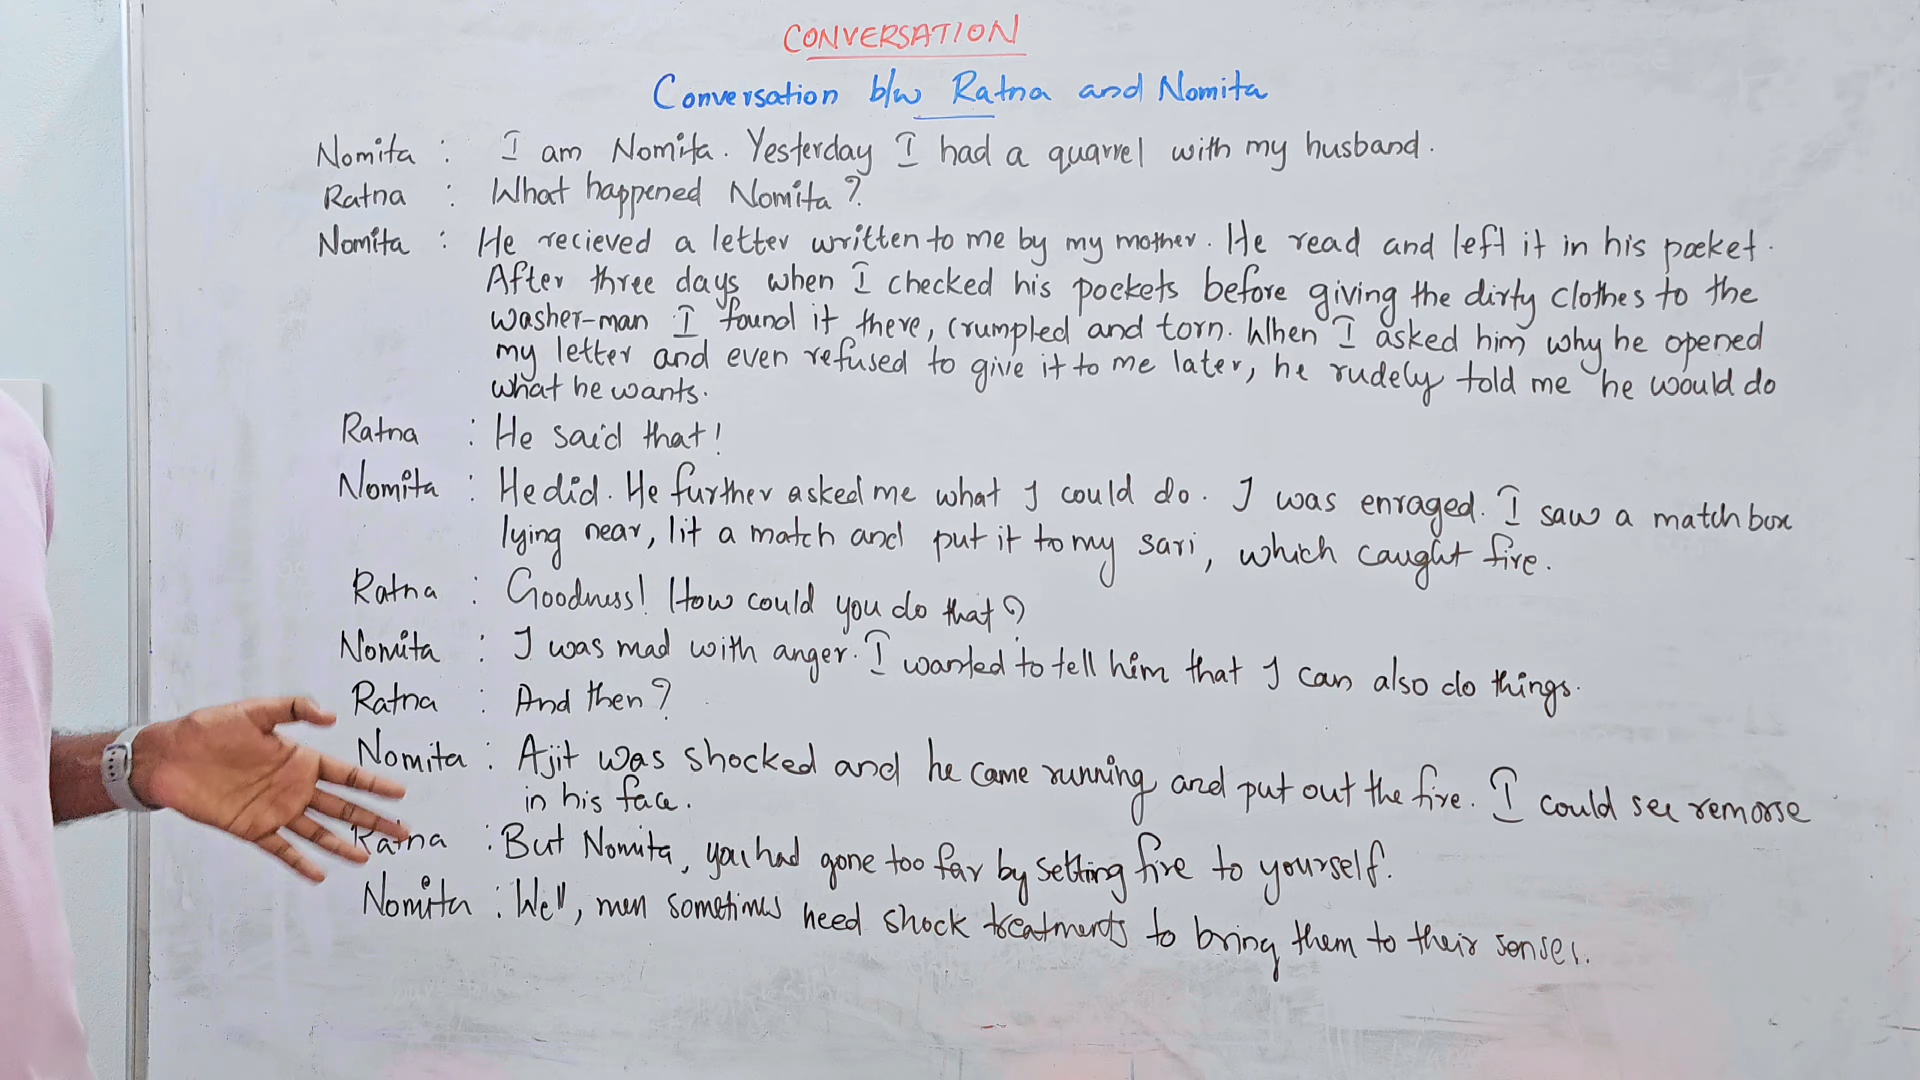 CONVERSATION
Conversation b/w Ratna and Nomita
Nomita : I am Nomita. Yesterday I had a quarrel with my husband.
Ratna : What happened Nomita?
Nomita : He recieved a letter written to me by my mother. He read and left it in his pocket.
After three days when I checked his pockets before giving the dirty clothes to the
washer-man I found it there, crumpled and torn. When I asked him why he opened
my letter and even refused to give it to me later, he rudely told me he would do
what he wants.
Ratna : He said that!
Nomita : He did. He further asked me what I could do. I was enraged. I saw a match box
lying near, lit a match and put it to my sari, which caught fire.
Ratna : Goodness! How could you do that?
Nomita : I was mad with anger. I wanted to tell him that I can also do things.
Ratna : And then?
Nomita : Ajit was shocked and he came running and put out the fire. I could see remorse
in his face.
Ratna : But Nomita, you had gone too far by setting fire to yourself.
Nomita : Well, men sometimes need shock treatments to bring them to their senses.